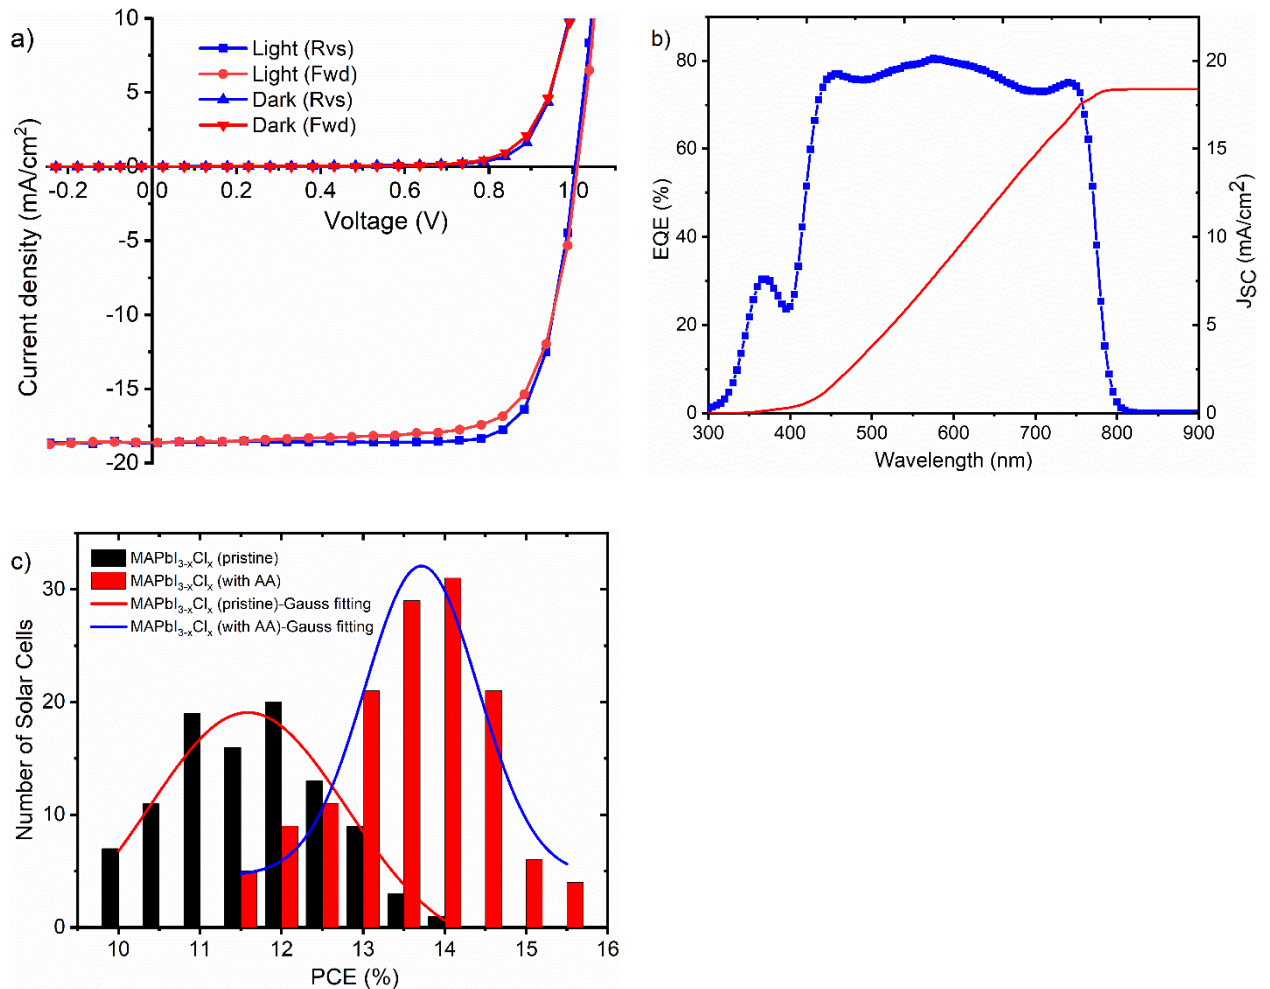 a)
10
5
0
-5
-10
-15
-20
-0.2
0.0
0.2
0.4
0.6
0.8
1.0
Light (Rvs)
Light (Fwd)
Dark (Rvs)
Dark (Fwd)
Voltage (V)
Current density (mA/cm²)
b)
80
60
40
20
0
EQE (%)
20
15
10
5
0
JSC (mA/cm²)
300
400
500
600
700
800
900
Wavelength (nm)
c)
MAPbI3-xClx (pristine)
MAPbI3-xClx (with AA)
MAPbI3-xClx (pristine)-Gauss fitting
MAPbI3-xClx (with AA)-Gauss fitting
30
20
10
0
Number of Solar Cells
10
11
12
13
14
15
16
PCE (%)